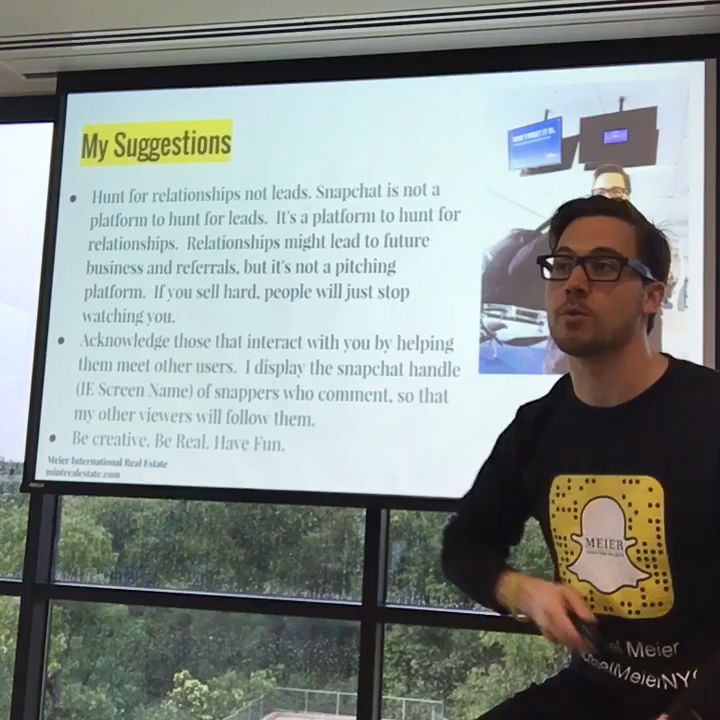 My Suggestions
Hunt for relationships not leads. Snapchat is not a
platform to hunt for leads. It's a platform to hunt for
relationships. Relationships might lead to future
business and referrals, but it's not a pitching
platform. If you sell hard, people will just stop
watching you.
Acknowledge those that interact with you by helping
them meet other users. I display the snapchat handle
(IE Screen Name) of snappers who comment, so that
my other viewers will follow them.
Be creative. Be Real. Have Fun.
Meier International Real Estate
mintrealestate.com
MEIER
Meier